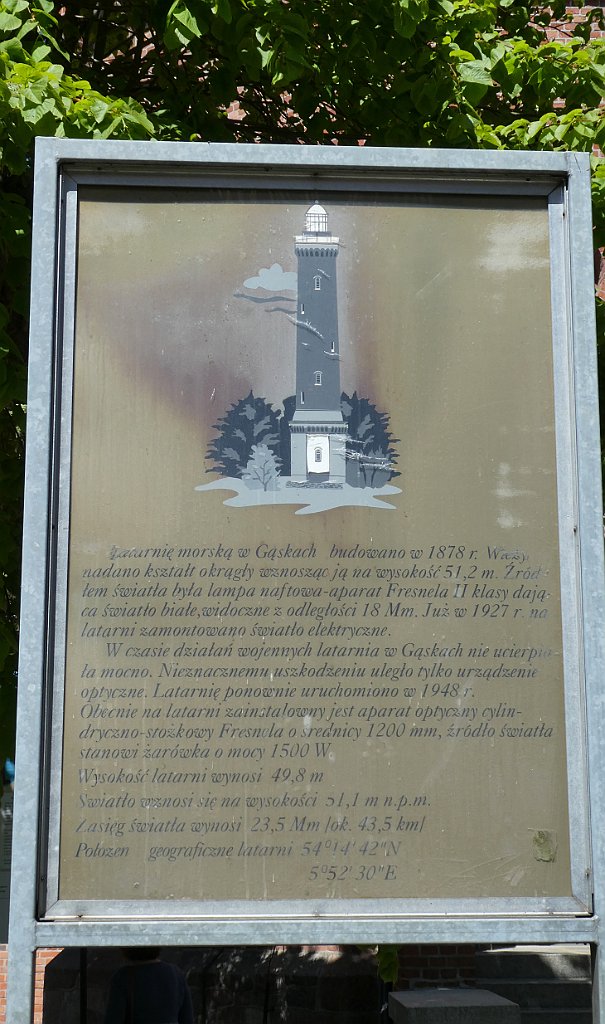 Latarnię morską w Gąskach budowano w 1878 r. Wieży
nadano kształt okrągły wznosząc ją na wysokość 51,2 m. Źród-
łem światła była lampa naftowa-aparat Fresnela II klasy dają-
ca światło białe,widoczne z odległości 18 Mm. Już w 1927 r. na
latarni zamontowano światło elektryczne.
W czasie działań wojennych latarnia w Gąskach nie ucierpia-
ła mocno. Nieznacznemu uszkodzeniu uległo tylko urządzenie
optyczne. Latarnię ponownie uruchomiono w 1948 r.
Obecnie na latarni zainstalowny jest aparat optyczny cylin-
dryczno-stożkowy Fresnela o średnicy 1200 mm, źródło światła
stanowi żarówka o mocy 1500 W.
Wysokość latarni wynosi 49,8 m
Światło wznosi się na wysokości 51,1 m n.p.m.
Zasięg światła wynosi 23,5 Mm /ok. 43,5 km/
Położen geograficzne latarni 54°14'42"N
5°52'30"E